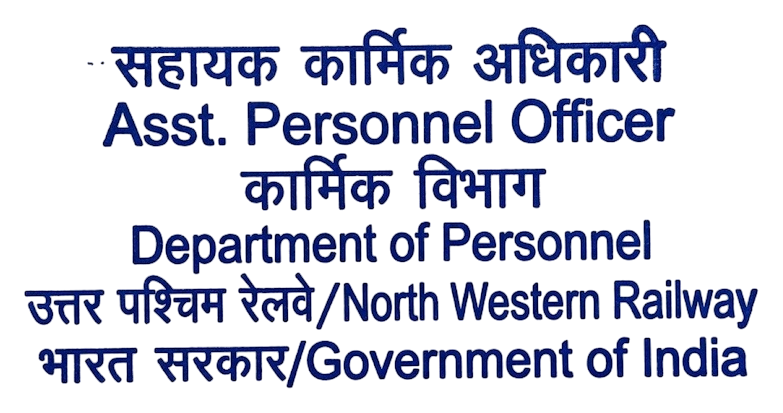 सहायक कार्मिक अधिकारी
Asst. Personnel Officer
कार्मिक विभाग
Department of Personnel
उत्तर पश्चिम रेलवे/North Western Railway
भारत सरकार/Government of India